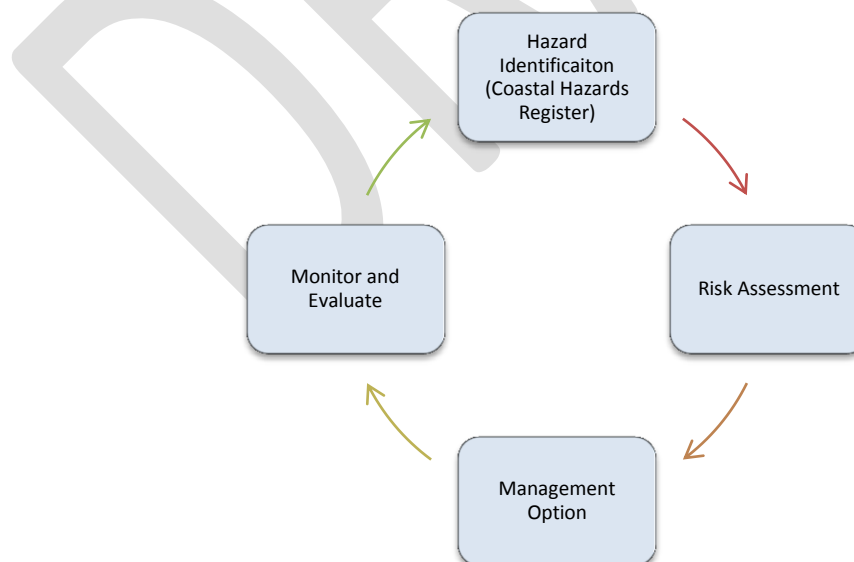 Hazard
Identificaiton
(Coastal Hazards
Register)
Monitor and
Evaluate
Risk Assessment
Management
Option